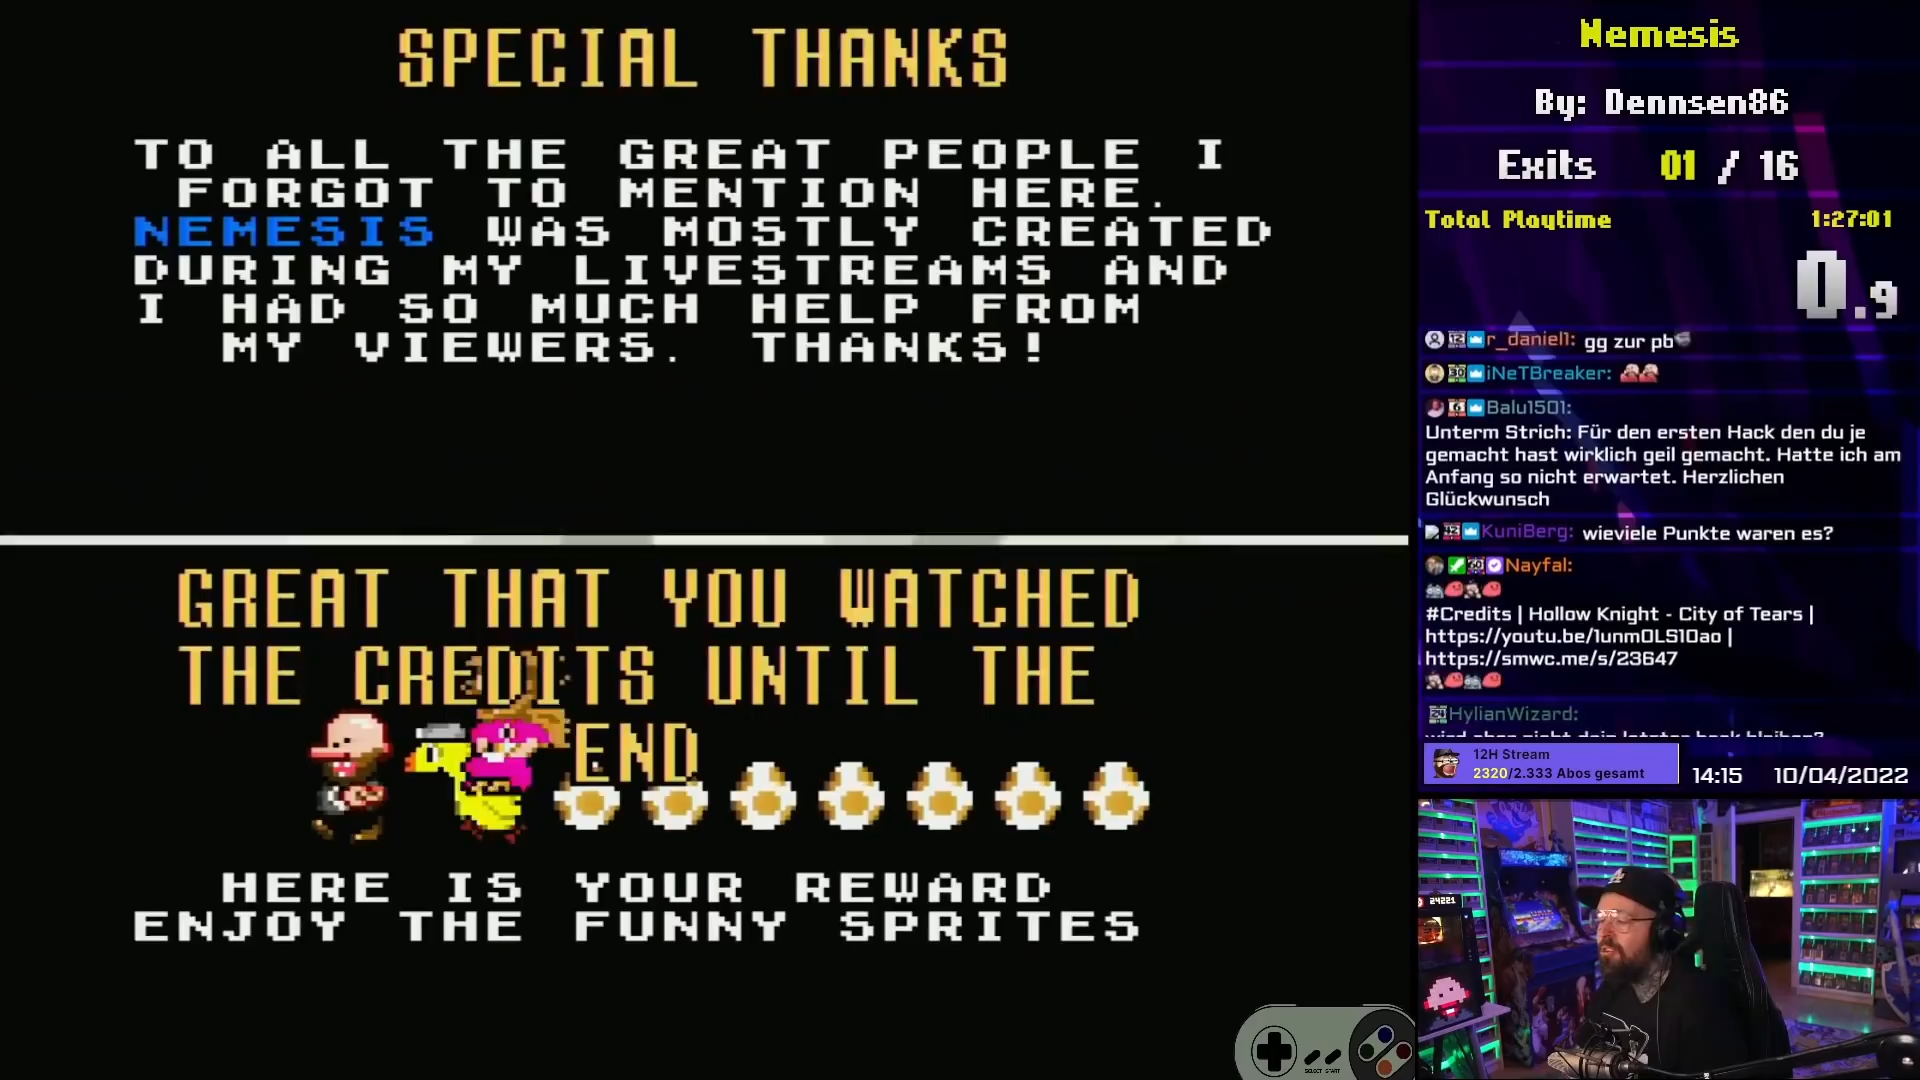 SPECIAL THANKS
TO ALL THE GREAT PEOPLE I
FORGOT TO MENTION HERE.
NEMESIS WAS MOSTLY CREATED
DURING MY LIVESTREAMS AND
I HAD SO MUCH HELP FROM
MY VIEWERS. THANKS!
GREAT THAT YOU WATCHED
THE CREDITS UNTIL THE
END
HERE IS YOUR REWARD
ENJOY THE FUNNY SPRITES
SELECT START
Nemesis
By: Dennsen86
Exits 01 / 16
Total Playtime 1:27:01
0.9
r_daniel1: gg zur pb
iNeTBreaker:
Balu1501:
Unterm Strich: Für den ersten Hack den du je
gemacht hast wirklich geil gemacht. Hatte ich am
Anfang so nicht erwartet. Herzlichen
Glückwunsch
KuniBerg: wieviele Punkte waren es?
Nayfal:
#Credits | Hollow Knight - City of Tears |
https://youtu.be/1unmOLS1Oao |
https://smwc.me/s/23647
HylianWizard:
12H Stream
2320/2.333 Abos gesamt
14:15 10/04/2022
24221